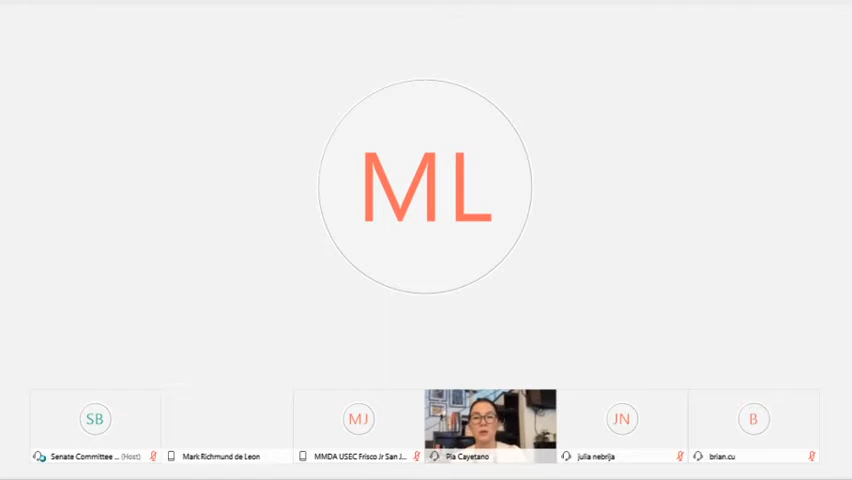 ML
SB
MJ
JN
B
Senate Committee ... (Host)
Mark Richmund de Leon
MMDA USEC Frisco Jr San J...
Pia Cayetano
julia nebrija
brian.cu